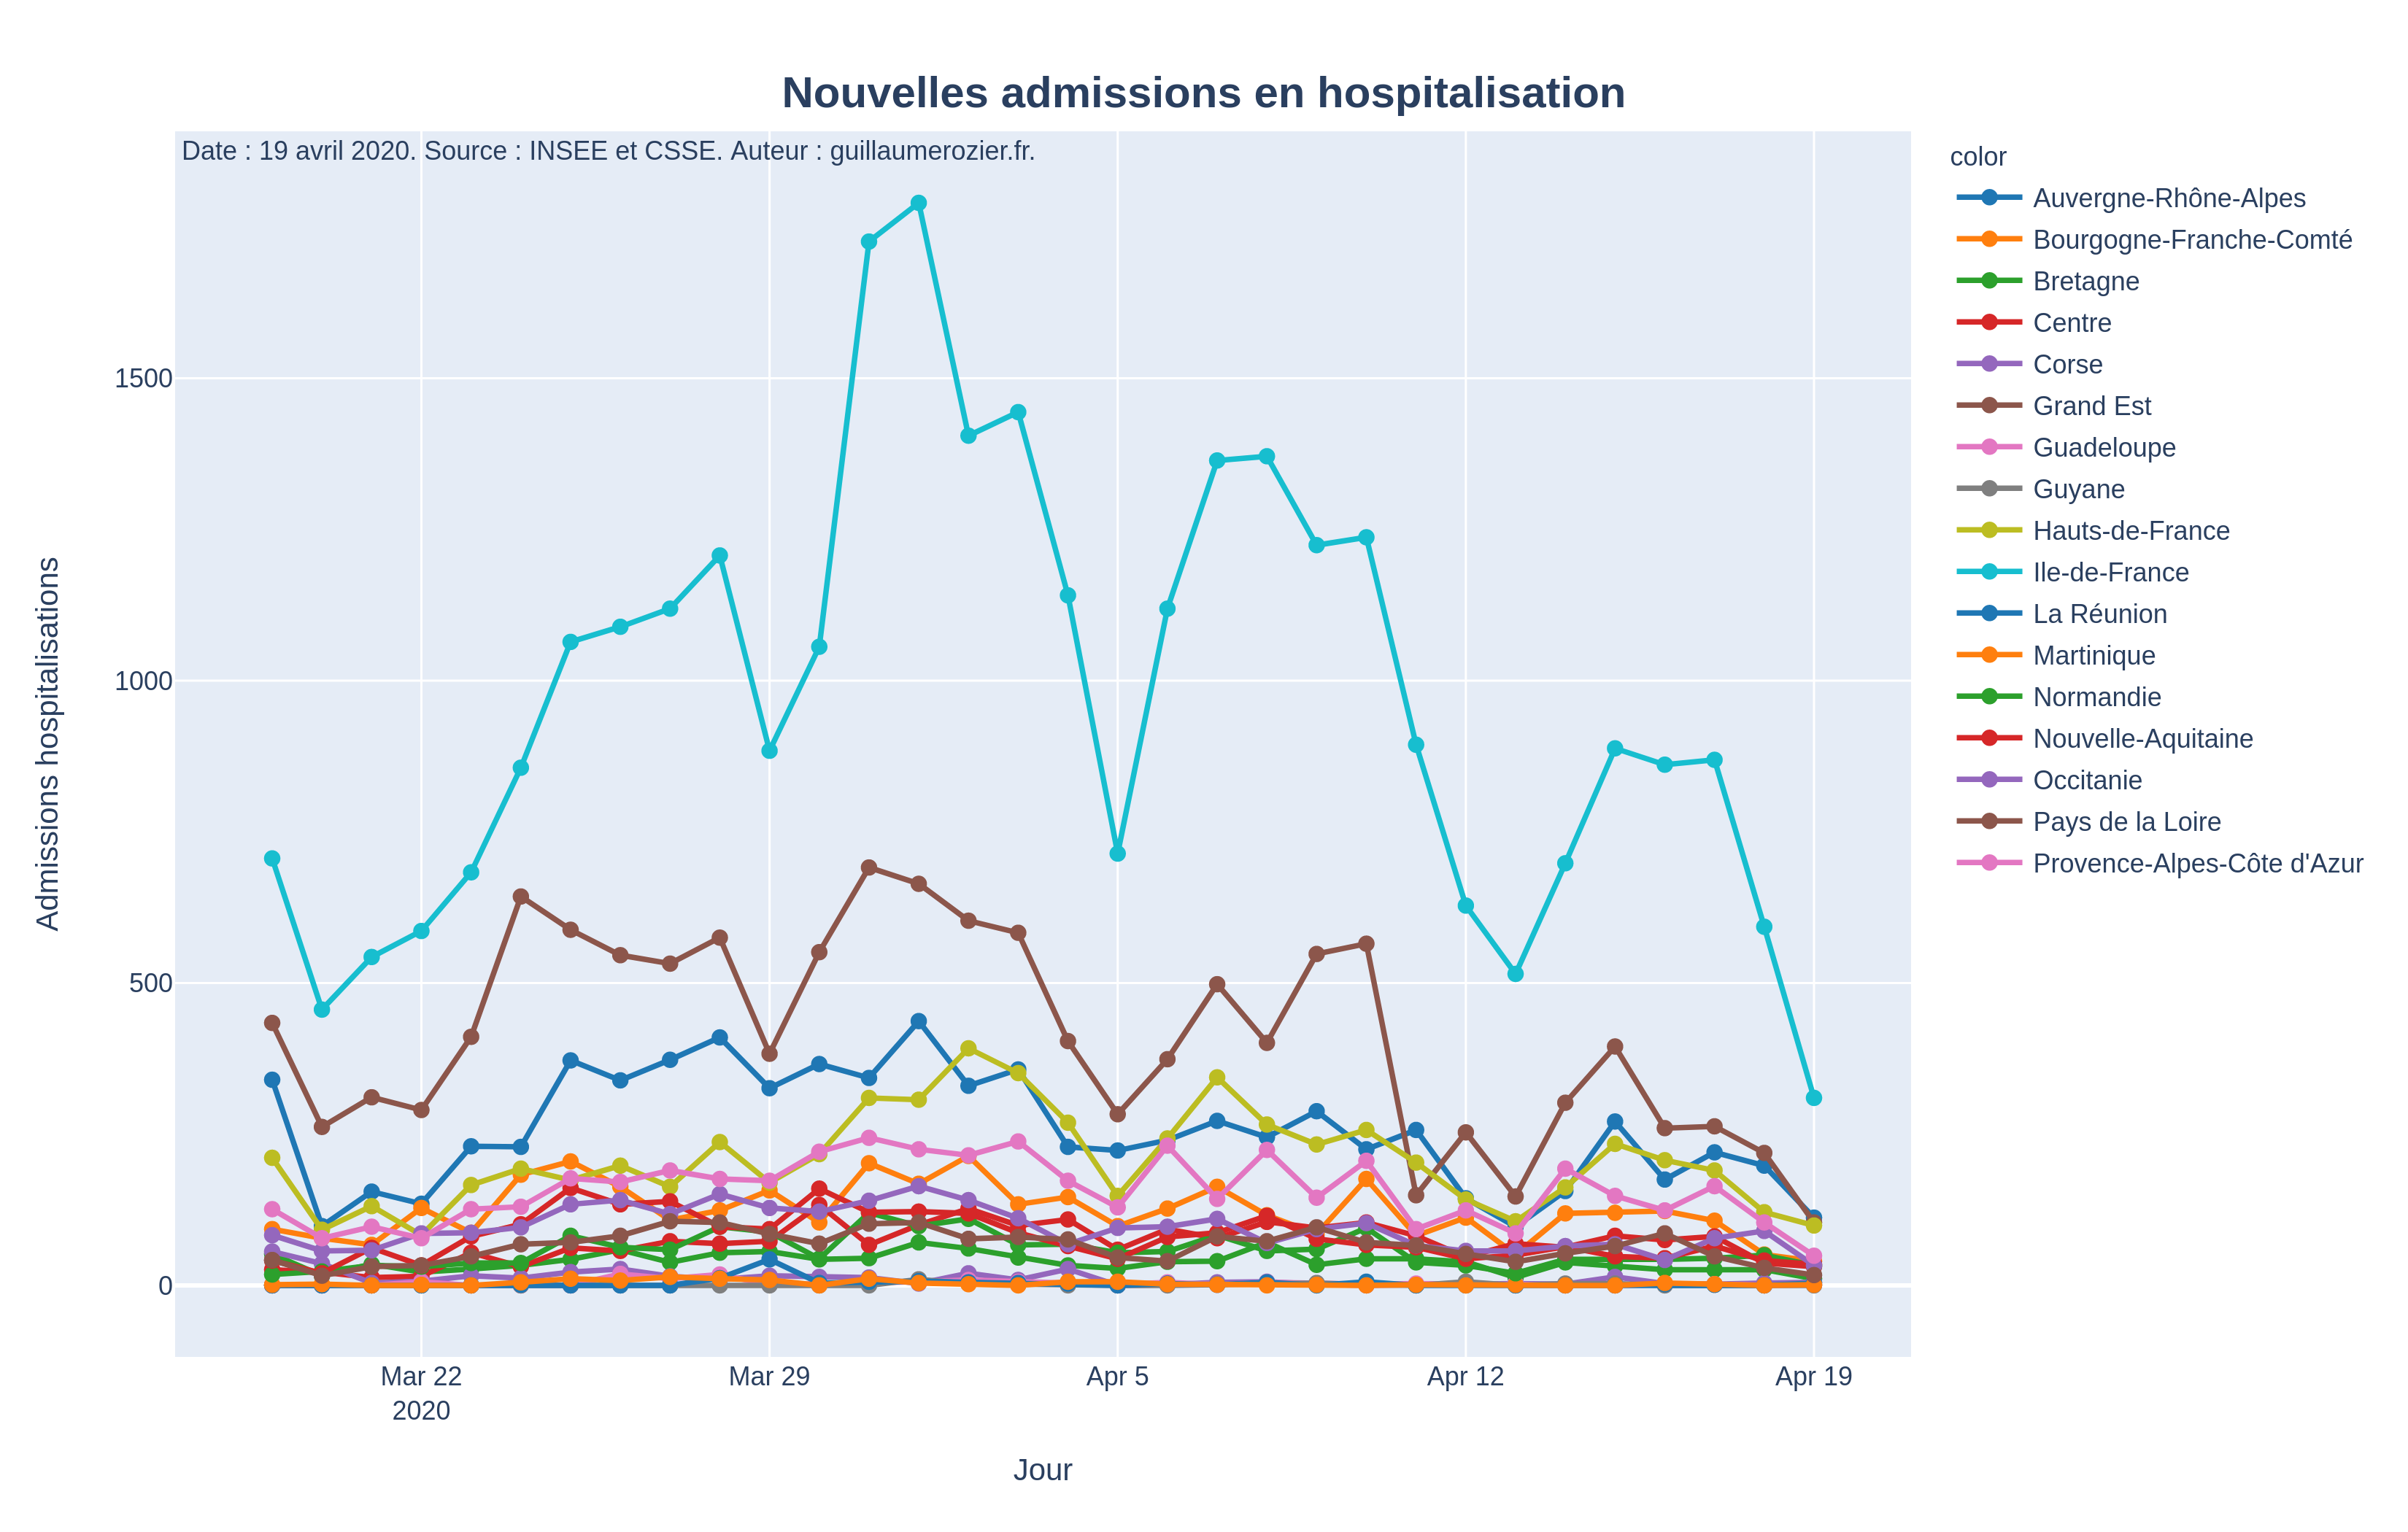 Nouvelles admissions en hospitalisation
Date : 19 avril 2020. Source : INSEE et CSSE. Auteur : guillaumerozier.fr.
color
Auvergne-Rhône-Alpes
Bourgogne-Franche-Comté
Bretagne
Centre
Corse
Grand Est
Guadeloupe
Guyane
Hauts-de-France
Ile-de-France
La Réunion
Martinique
Normandie
Nouvelle-Aquitaine
Occitanie
Pays de la Loire
Provence-Alpes-Côte d'Azur
Admissions hospitalisations
1500
1000
500
0
Mar 22
2020
Mar 29
Apr 5
Apr 12
Apr 19
Jour